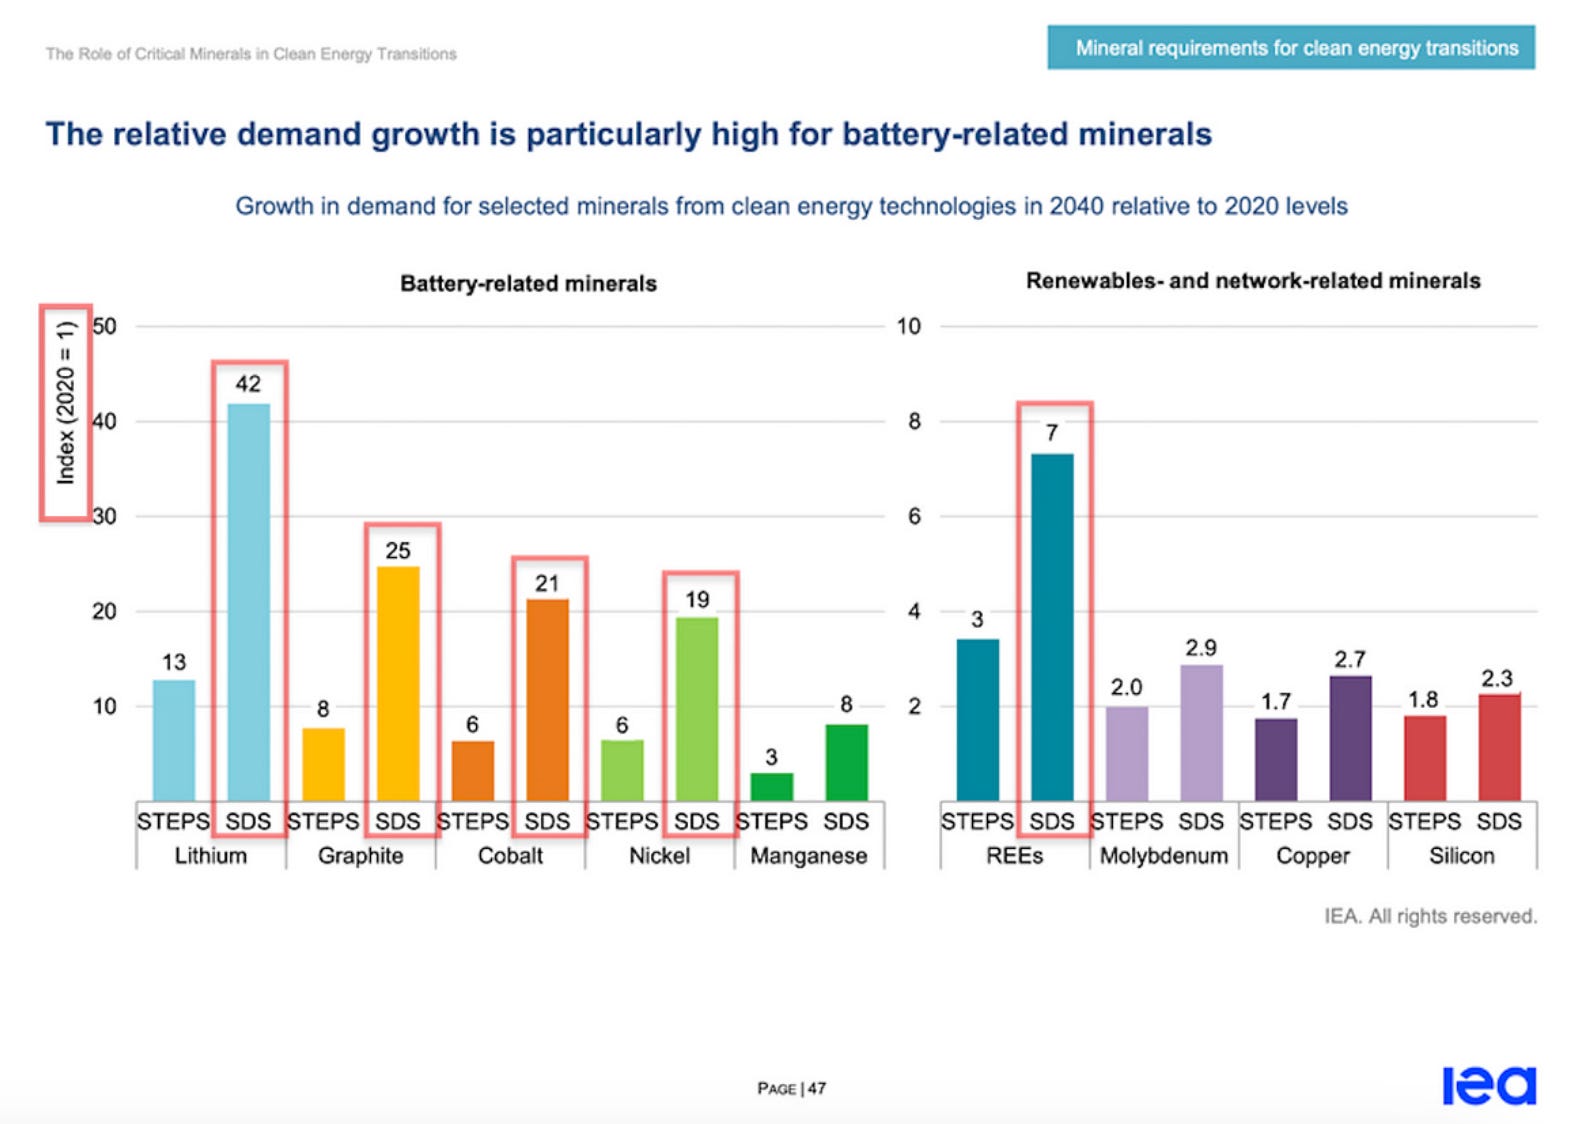 The Role of Critical Minerals in Clean Energy Transitions
Mineral requirements for clean energy transitions
The relative demand growth is particularly high for battery-related minerals
Growth in demand for selected minerals from clean energy technologies in 2040 relative to 2020 levels
Battery-related minerals
Index (2020 = 1)
50
40
30
20
10
42
25
21
19
13
8
6
6
3
8
STEPS SDS STEPS SDS STEPS SDS STEPS SDS STEPS SDS
Lithium Graphite Cobalt Nickel Manganese
Renewables- and network-related minerals
10
8
6
4
2
3
7
2.0
2.9
1.7
2.7
1.8
2.3
STEPS SDS STEPS SDS STEPS SDS STEPS SDS
REEs Molybdenum Copper Silicon
IEA. All rights reserved.
PAGE | 47
iea